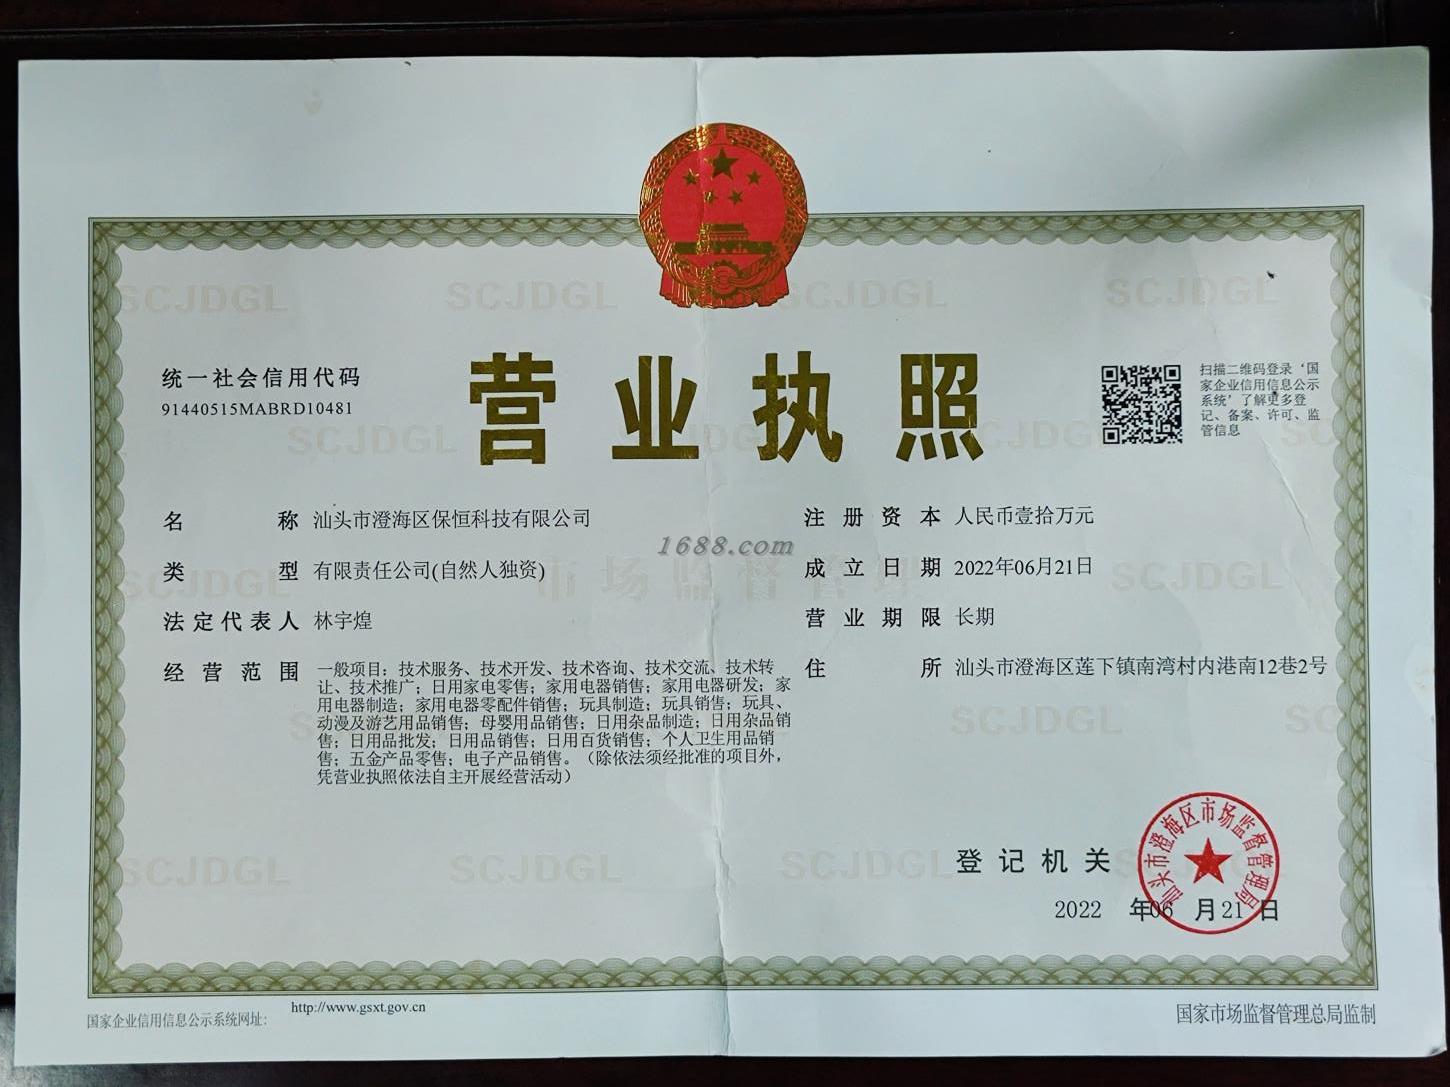 SCJDGL SCJDGL SCJDGL SCJDGL
统一社会信用代码
91440515MABRD10481
营业执照
扫描二维码登录‘国
家企业信用信息公示
系统’了解更多登
记、备案、许可、监
管信息
SCJDGL
名称 汕头市澄海区保恒科技有限公司
注册资本 人民币壹拾万元
1688.com
类型 有限责任公司(自然人独资)
成立日期 2022年06月21日
市场监督管理
SCJDGL SCJDGL
法定代表人 林宇煌
营业期限 长期
经营范围 一般项目：技术服务、技术开发、技术咨询、技术交流、技术转
让、技术推广；日用家电零售；家用电器销售；家用电器研发；家
用电器制造；家用电器零配件销售；玩具制造；玩具销售；玩具、
动漫及游艺用品销售；母婴用品销售；日用杂品制造；日用杂品销
售；日用品批发；日用品销售；日用百货销售；个人卫生用品销
售；五金产品零售；电子产品销售。（除依法须经批准的项目外，
凭营业执照依法自主开展经营活动）
住所 汕头市澄海区莲下镇南湾村内港南12巷2号
SCJDGL
SCJDGL SCJDGL SCJDGL
登记机关
汕头市澄海区市场监督管理局
2022 年06 月21日
国家企业信用信息公示系统网址：
http://www.gsxt.gov.cn
国家市场监督管理总局监制